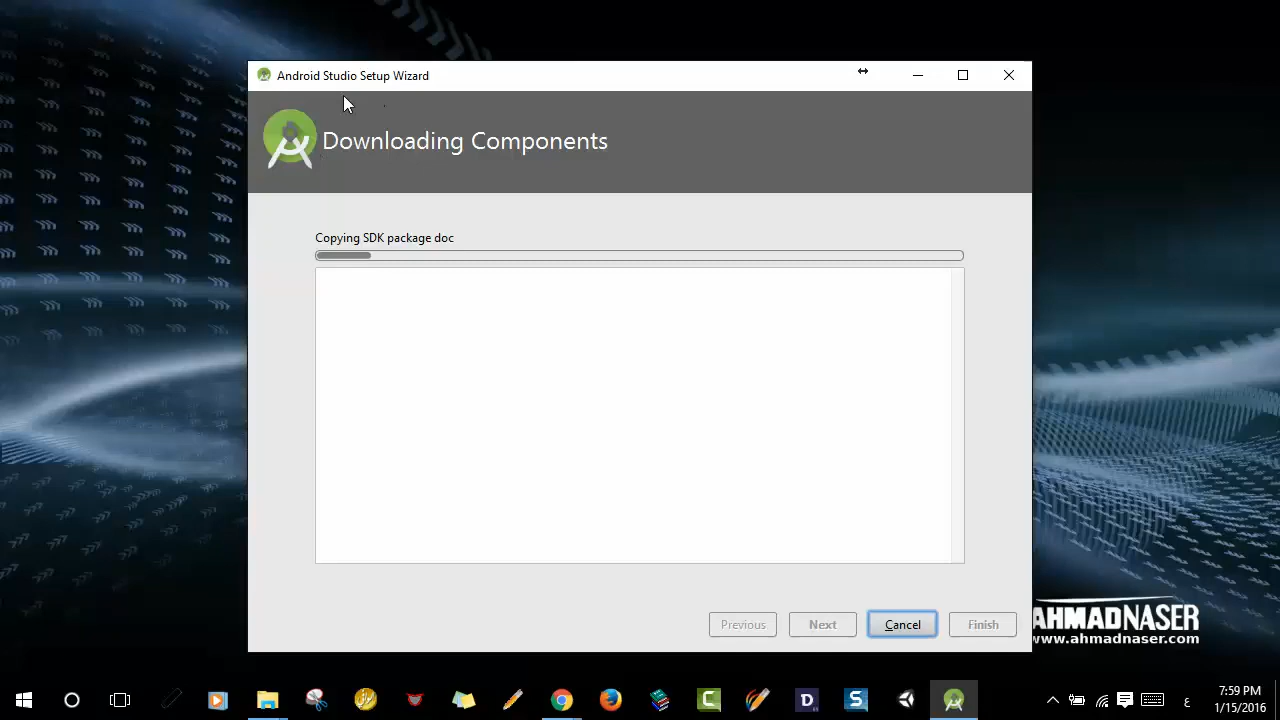 Android Studio Setup Wizard
Downloading Components
Copying SDK package doc
Previous
Next
Cancel
Finish
AHMADNASER
www.ahmadnaser.com
ع
7:59 PM
1/15/2016